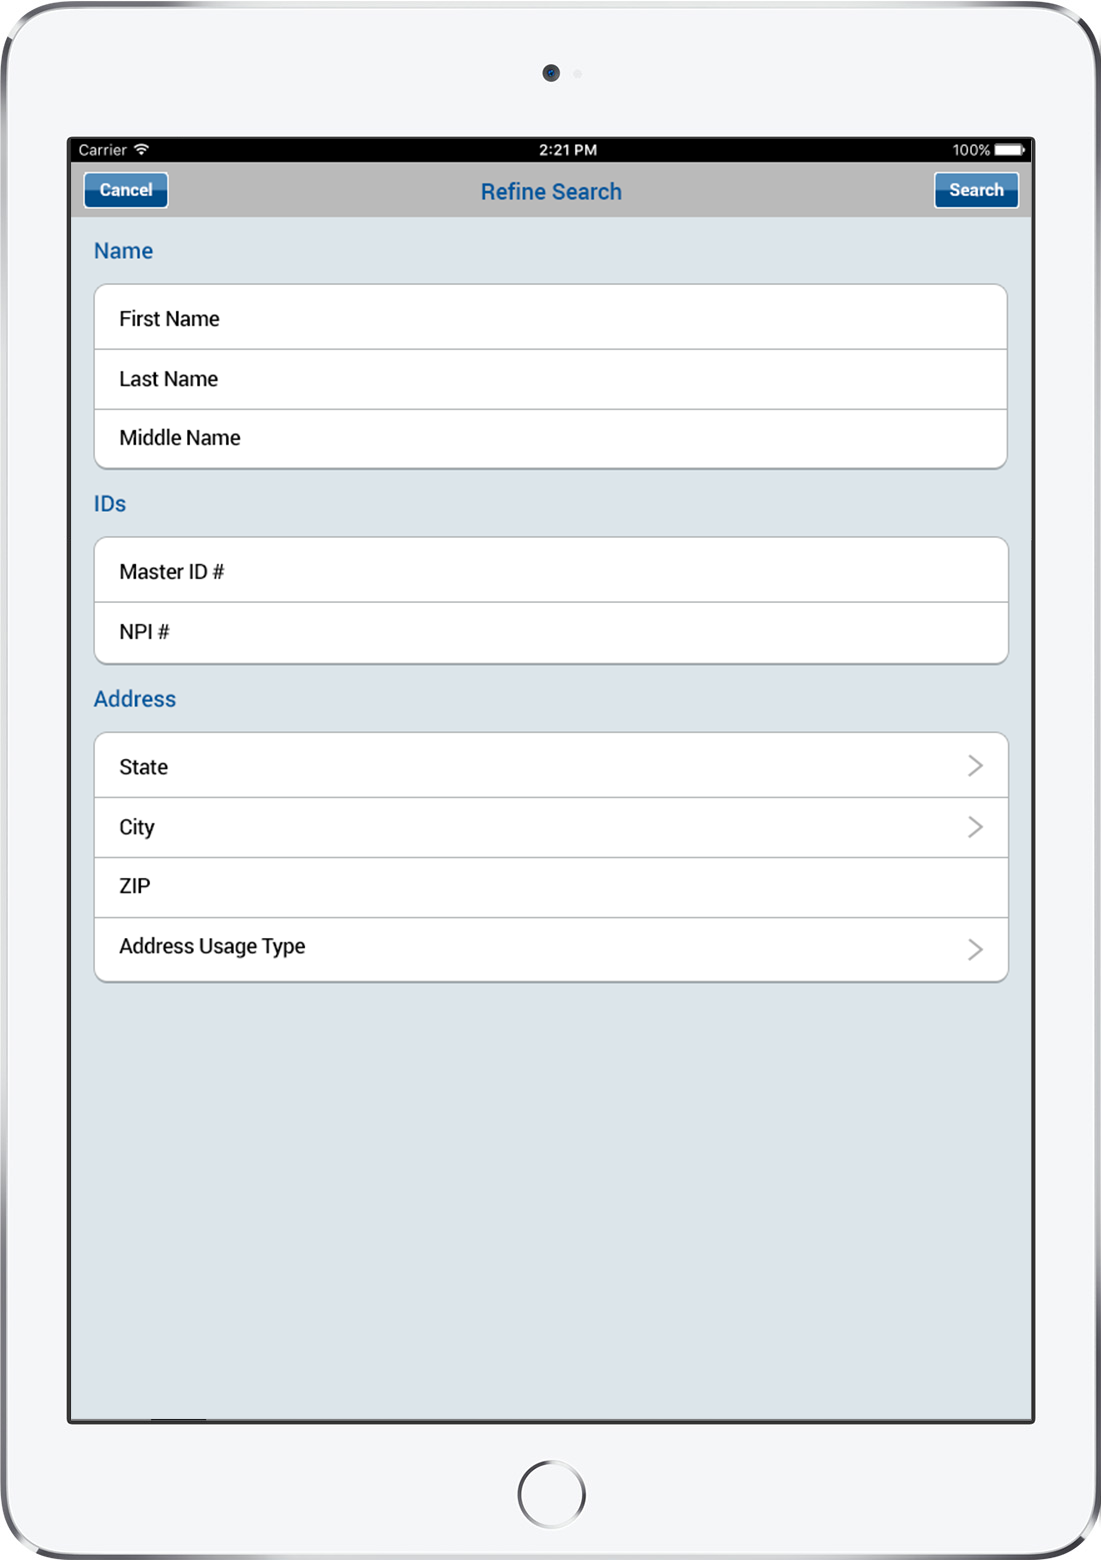 Carrier 2:21 PM 100%
Cancel Refine Search Search
Name
First Name
Last Name
Middle Name
IDs
Master ID #
NPI #
Address
State
City
ZIP
Address Usage Type